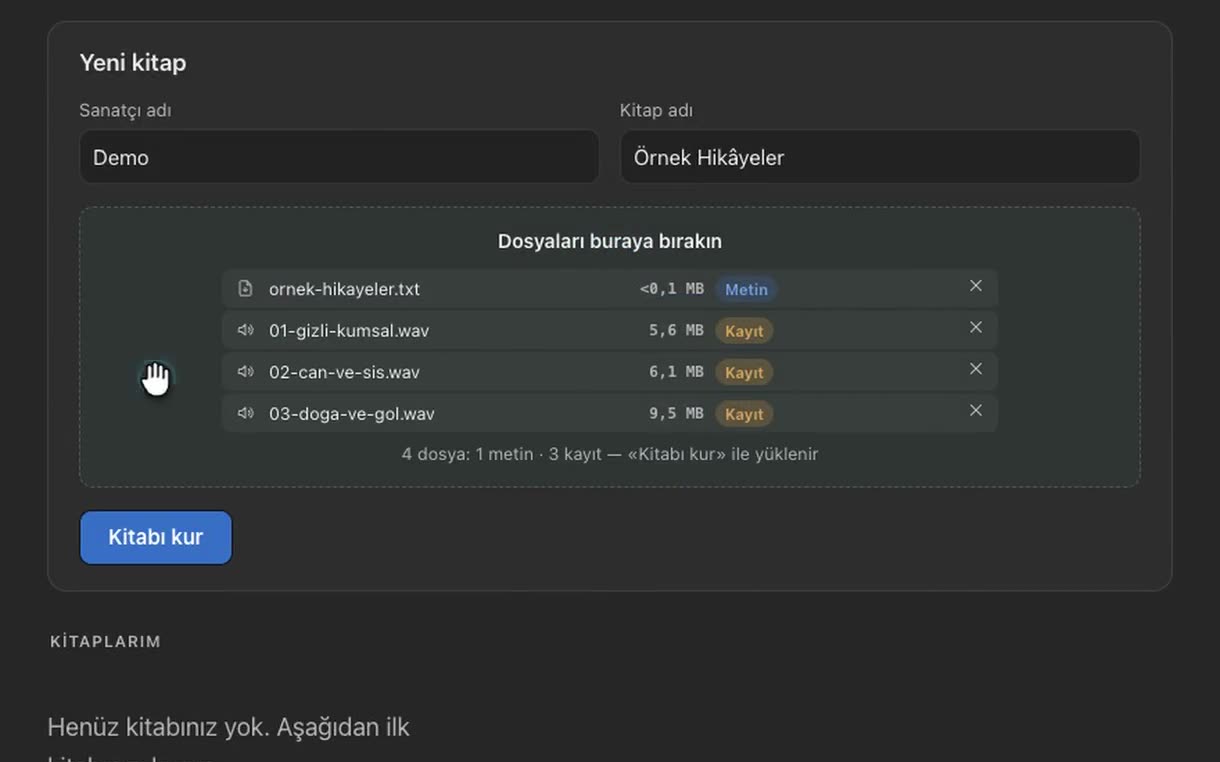 Yeni kitap
Sanatçı adı
Kitap adı
Demo
Örnek Hikâyeler
Dosyaları buraya bırakın
ornek-hikayeler.txt <0,1 MB Metin
01-gizli-kumsal.wav 5,6 MB Kayıt
02-can-ve-sis.wav 6,1 MB Kayıt
03-doga-ve-gol.wav 9,5 MB Kayıt
4 dosya: 1 metin · 3 kayıt — «Kitabı kur» ile yüklenir
Kitabı kur
KİTAPLARIM
Henüz kitabınız yok. Aşağıdan ilk